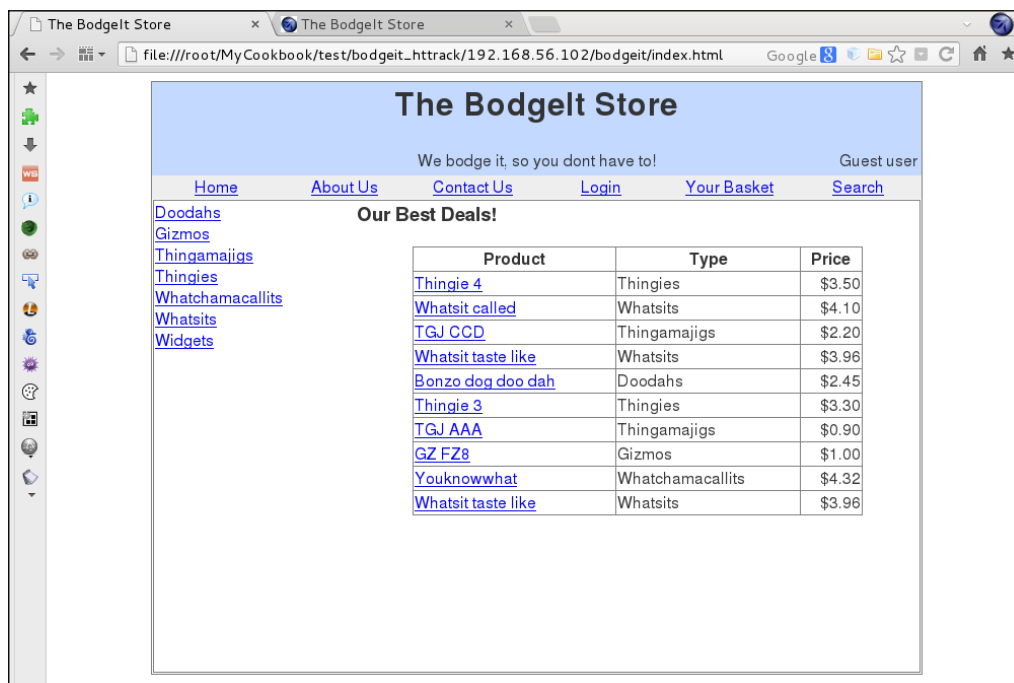 The BodgeIt Store
The BodgeIt Store
file:///root/MyCookbook/test/bodgeit_httrack/192.168.56.102/bodgeit/index.html
Google 8
The BodgeIt Store
We bodge it, so you dont have to!
Guest user
Home About Us Contact Us Login Your Basket Search
Doodahs
Gizmos
Thingamajigs
Thingies
Whatchamacallits
Whatsits
Widgets
Our Best Deals!
Product Type Price
Thingie 4 Thingies $3.50
Whatsit called Whatsits $4.10
TGJ CCD Thingamajigs $2.20
Whatsit taste like Whatsits $3.96
Bonzo dog doo dah Doodahs $2.45
Thingie 3 Thingies $3.30
TGJ AAA Thingamajigs $0.90
GZ FZ8 Gizmos $1.00
Youknowwhat Whatchamacallits $4.32
Whatsit taste like Whatsits $3.96